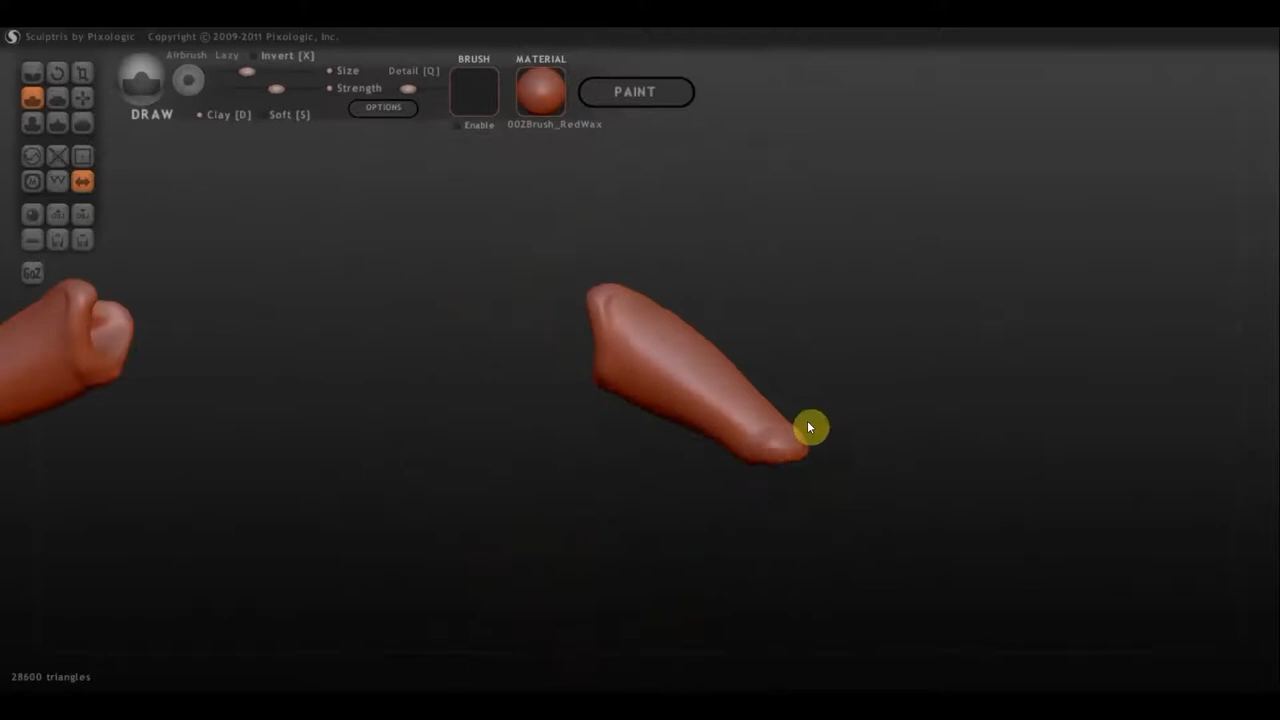 Sculptris by Pixologic Copyright © 2009-2011 Pixologic, Inc.
Airbrush Lazy Invert [X]
Size Detail [Q]
Strength
OPTIONS
DRAW Clay [D] Soft [S]
BRUSH
Enable
MATERIAL
00ZBrush_RedWax
PAINT
GoZ
28600 triangles